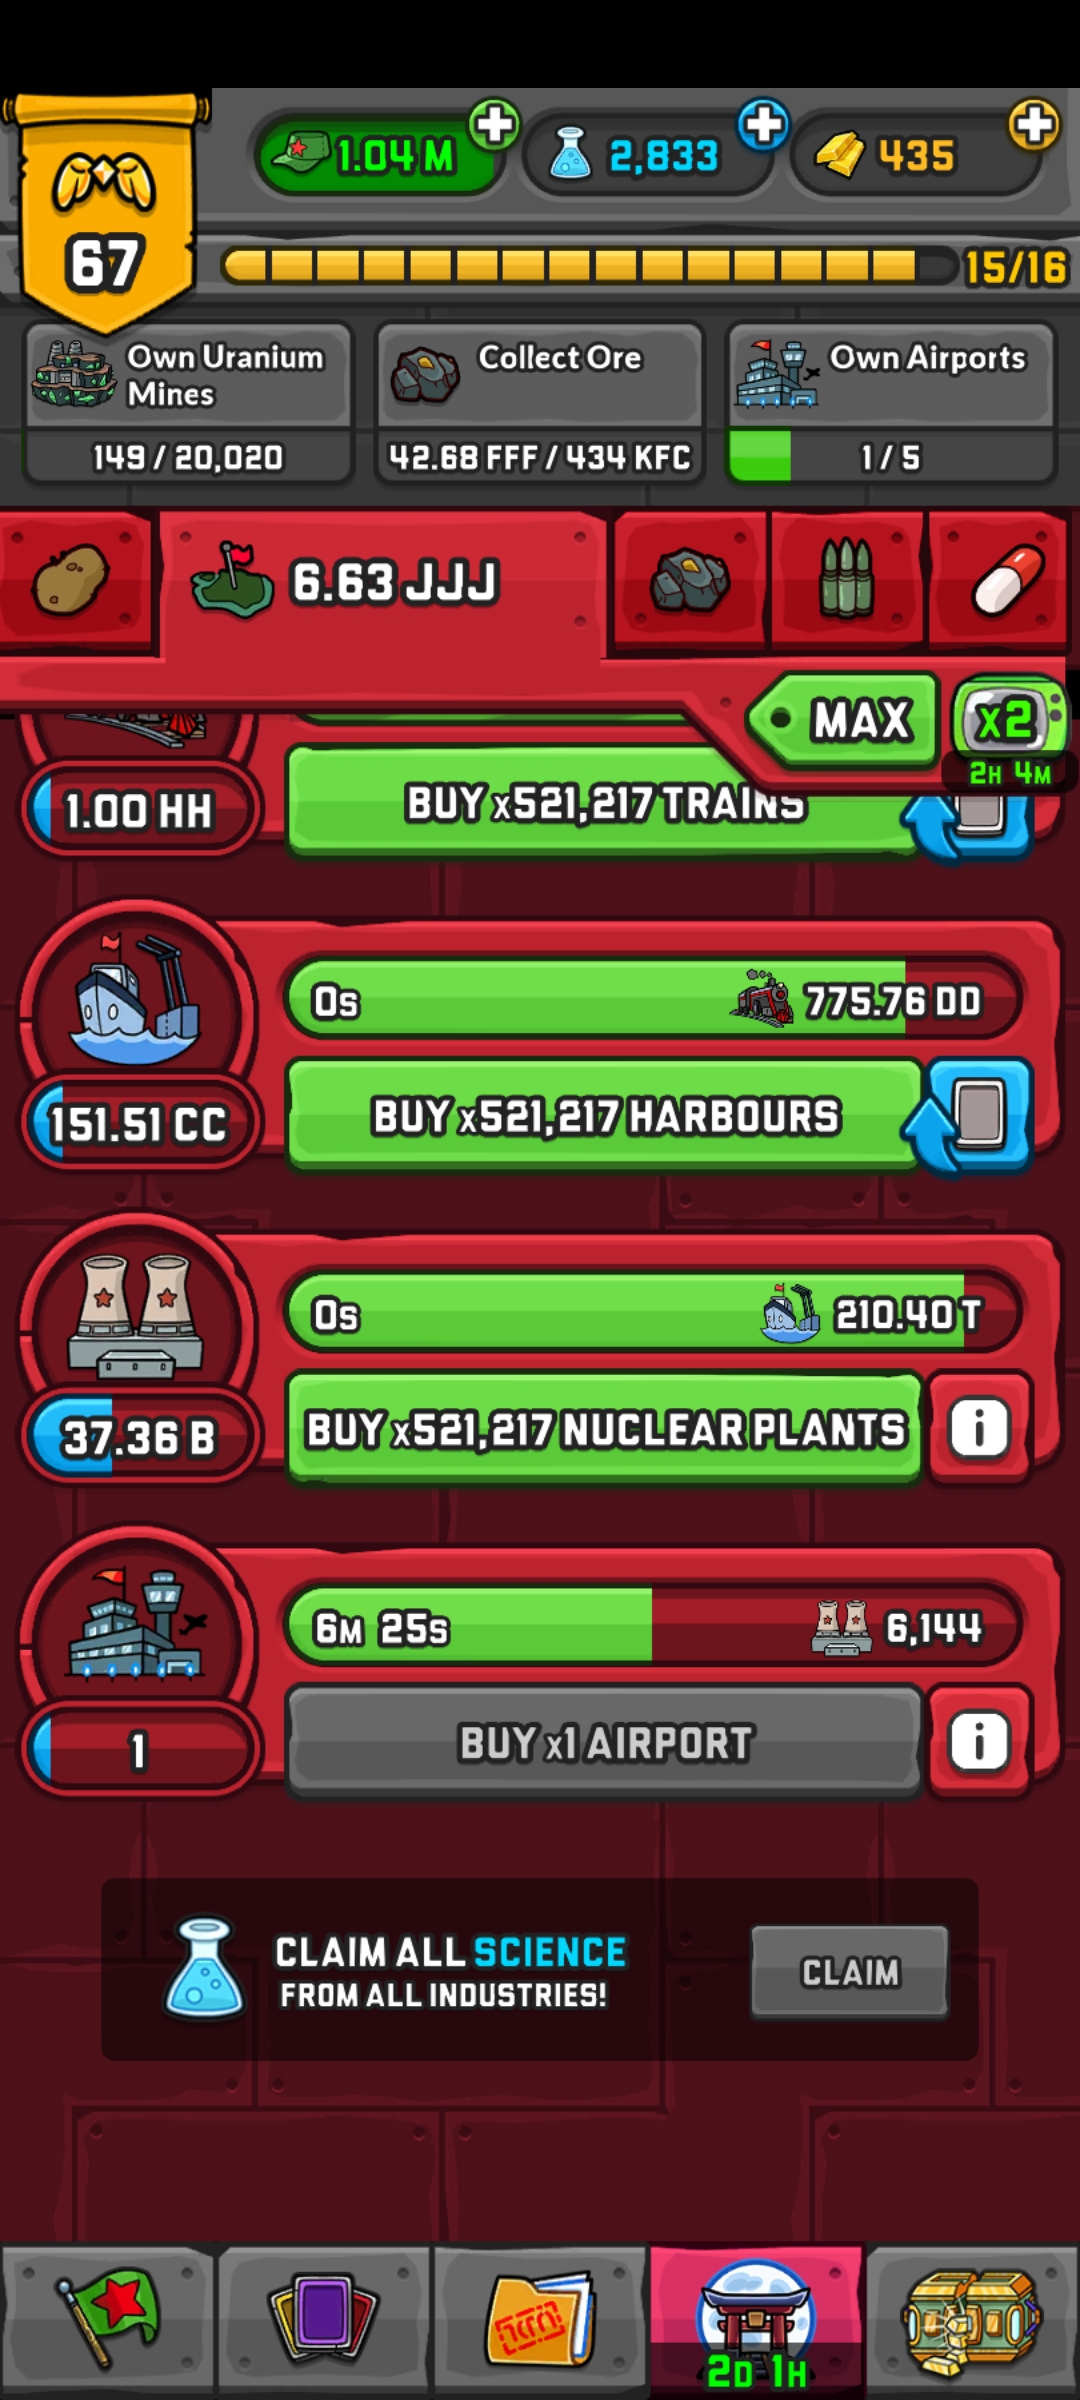 1.04 M
2,833
435
67
15/16
Own Uranium
Mines
149 / 20,020
Collect Ore
42.68 FFF / 434 KFC
Own Airports
1 / 5
6.63 JJJ
MAX
x2
2H 4M
1.00 HH
BUY x521,217 TRAINS
0s
775.76 DD
151.51 CC
BUY x521,217 HARBOURS
0s
210.40 T
37.36 B
BUY x521,217 NUCLEAR PLANTS
i
6M 25s
6,144
1
BUY x1 AIRPORT
i
CLAIM ALL SCIENCE
FROM ALL INDUSTRIES!
CLAIM
2D 1H